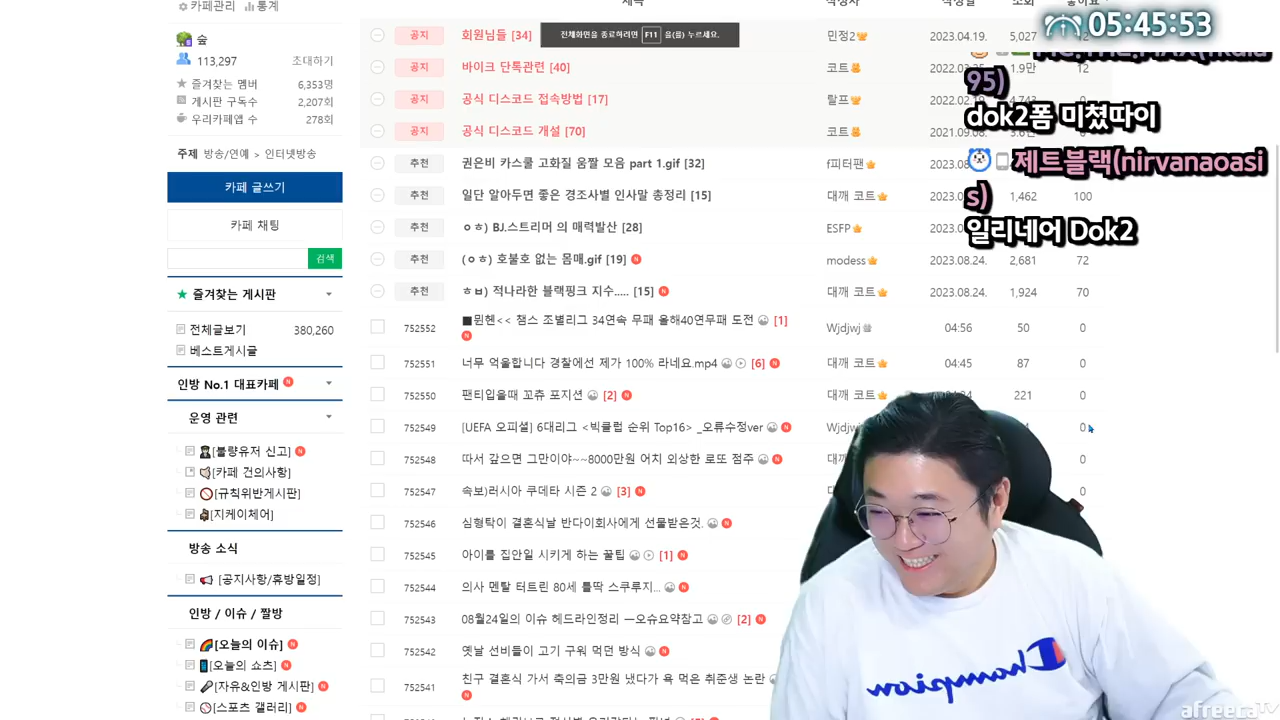 카페관리 통계
숲
113,297 초대하기
즐겨찾는 멤버 6,353명
게시판 구독수 2,207회
우리카페앱 수 278회
주제 방송/연예 > 인터넷방송
카페 글쓰기
카페 채팅
검색
★ 즐겨찾는 게시판
전체글보기 380,260
베스트게시글
인방 No.1 대표카페 N
운영 관련
[불량유저 신고] N
[카페 건의사항]
[규칙위반게시판]
[지케이체어]
방송 소식
[공지사항/휴방일정]
인방 / 이슈 / 짤방
[오늘의 이슈] N
[오늘의 쇼츠] N
[자유&인방 게시판] N
[스포츠 갤러리] N
공지 회원님들 [34] 민정2 2023.04.19. 5,027
전체화면을 종료하려면 F11 을(를) 누르세요.
공지 바이크 단톡관련 [40] 코트 1.9만 12
공지 공식 디스코드 접속방법 [17] 랄프 4,743
공지 공식 디스코드 개설 [70] 코트 2021.09.08.
추천 권은비 카스쿨 고화질 움짤 모음 part 1.gif [32] f피터팬
추천 일단 알아두면 좋은 경조사별 인사말 총정리 [15] 대깨 코트 1,462 100
추천 ㅇㅎ) BJ.스트리머 의 매력발산 [28] ESFP
추천 (ㅇㅎ) 호불호 없는 몸매.gif [19] N modess 2023.08.24. 2,681 72
추천 ㅎㅂ) 적나라한 블랙핑크 지수..... [15] N 대깨 코트 2023.08.24. 1,924 70
752552 ■뮌헨<< 챔스 조별리그 34연속 무패 올해40연무패 도전 [1] N Wjdjwj 04:56 50 0
752551 너무 억울합니다 경찰에선 제가 100% 라네요.mp4 [6] N 대깨 코트 04:45 87 0
752550 팬티입을때 꼬츄 포지션 [2] N 대깨 코트 221 0
752549 [UEFA 오피셜] 6대리그 <빅클럽 순위 Top16> _오류수정ver N Wjdjwj 0
752548 따서 갚으면 그만이야~~8000만원 어치 외상한 로또 점주 N 0
752547 속보)러시아 쿠데타 시즌 2 [3] N 0
752546 심형탁이 결혼식날 반다이회사에게 선물받은것. N
752545 아이를 집안일 시키게 하는 꿀팁 [1] N
752544 의사 멘탈 터트린 80세 틀딱 스쿠루지... N
752543 08월24일의 이슈 헤드라인정리 ㅡ오슈요약참고 [2] N
752542 옛날 선비들이 고기 구워 먹던 방식 N
752541 친구 결혼식 가서 축의금 3만원 냈다가 욕 먹은 취준생 논란 N
05:45:53
95)
dok2폼 미쳤따이
제트블랙(nirvanaoasis)
일리네어 Dok2
Champion
afreecaTV